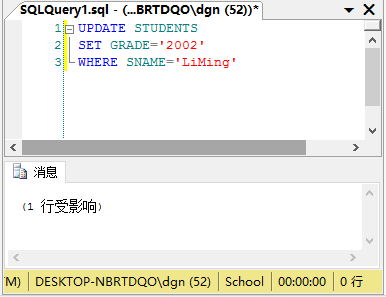 SQLQuery1.sql - (...BRTDQO\dgn (52))*
1 UPDATE STUDENTS
2 SET GRADE='2002'
3 WHERE SNAME='LiMing'
消息
(1 行受影响)
TM) DESKTOP-NBRTDQO\dgn (52) School 00:00:00 0 行